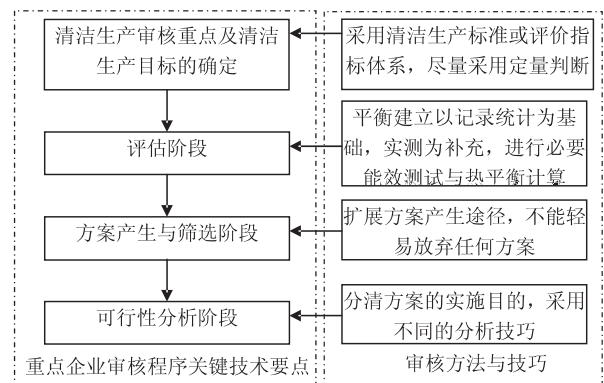 清洁生产审核重点及清洁
生产目标的确定
采用清洁生产标准或评价指
标体系，尽量采用定量判断
评估阶段
平衡建立以记录统计为基
础，实测为补充，进行必要
能效测试与热平衡计算
方案产生与筛选阶段
扩展方案产生途径，不能轻
易放弃任何方案
可行性分析阶段
分清方案的实施目的，采用
不同的分析技巧
重点企业审核程序关键技术要点
审核方法与技巧